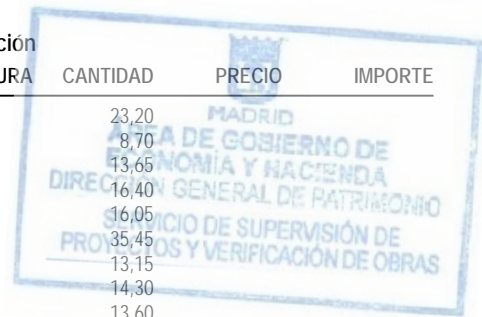 ción
URA CANTIDAD PRECIO IMPORTE
23,20
MADRID
8,70
ÁREA DE GOBIERNO DE
13,65
ECONOMÍA Y HACIENDA
16,40
DIRECCIÓN GENERAL DE PATRIMONIO
16,05
SERVICIO DE SUPERVISIÓN DE
35,45
PROYECTOS Y VERIFICACIÓN DE OBRAS
13,15
14,30
13,60